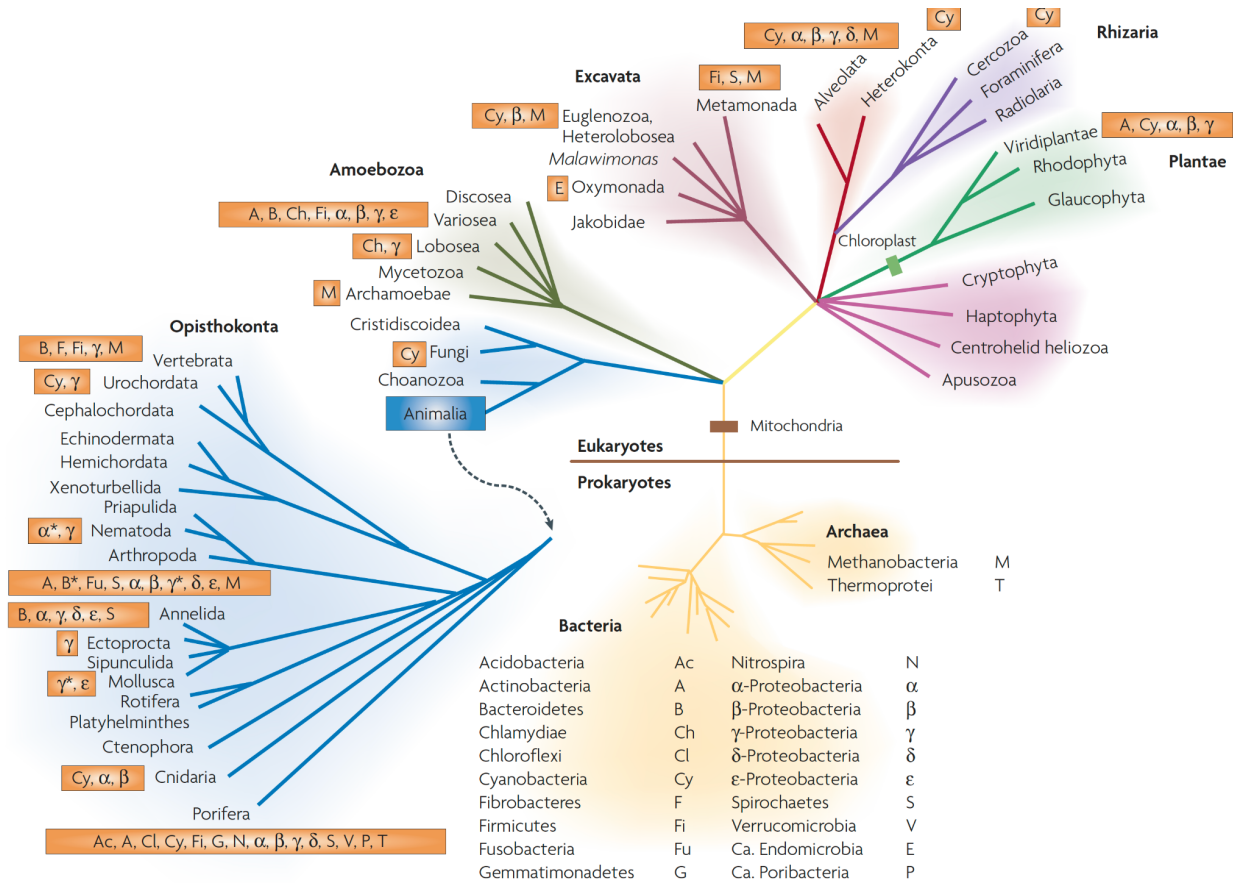 Cy, α, β, γ, δ, M
Cy
Cy
Rhizaria
Excavata
Fi, S, M
Metamonada
Alveolata
Heterokonta
Cercozoa
Foraminifera
Radiolaria
Cy, β, M
Euglenozoa,
Heterolobosea
Malawimonas
E
Oxymonada
Jakobidae
A, Cy, α, β, γ
Viridiplantae
Plantae
Rhodophyta
Glaucophyta
Chloroplast
Amoebozoa
Discosea
A, B, Ch, Fi, α, β, γ, ε
Variosea
Ch, γ
Lobosea
Mycetozoa
M
Archamoebae
Cryptophyta
Haptophyta
Centrohelid heliozoa
Apusozoa
Opisthokonta
Cristidiscoidea
Cy
Fungi
Choanozoa
Animalia
B, F, Fi, γ, M
Vertebrata
Cy, γ
Urochordata
Cephalochordata
Echinodermata
Hemichordata
Xenoturbellida
Priapulida
α*, γ
Nematoda
Arthropoda
A, B*, Fu, S, α, β, γ*, δ, ε, M
B, α, γ, δ, ε, S
Annelida
γ
Ectoprocta
Sipunculida
γ*, ε
Mollusca
Rotifera
Platyhelminthes
Ctenophora
Cy, α, β
Cnidaria
Porifera
Ac, A, Cl, Cy, Fi, G, N, α, β, γ, δ, S, V, P, T
Mitochondria
Eukaryotes
Prokaryotes
Archaea
Methanobacteria M
Thermoprotei T
Bacteria
Acidobacteria Ac Nitrospira N
Actinobacteria A α-Proteobacteria α
Bacteroidetes B β-Proteobacteria β
Chlamydiae Ch γ-Proteobacteria γ
Chloroflexi Cl δ-Proteobacteria δ
Cyanobacteria Cy ε-Proteobacteria ε
Fibrobacteres F Spirochaetes S
Firmicutes Fi Verrucomicrobia V
Fusobacteria Fu Ca. Endomicrobia E
Gemmatimonadetes G Ca. Poribacteria P